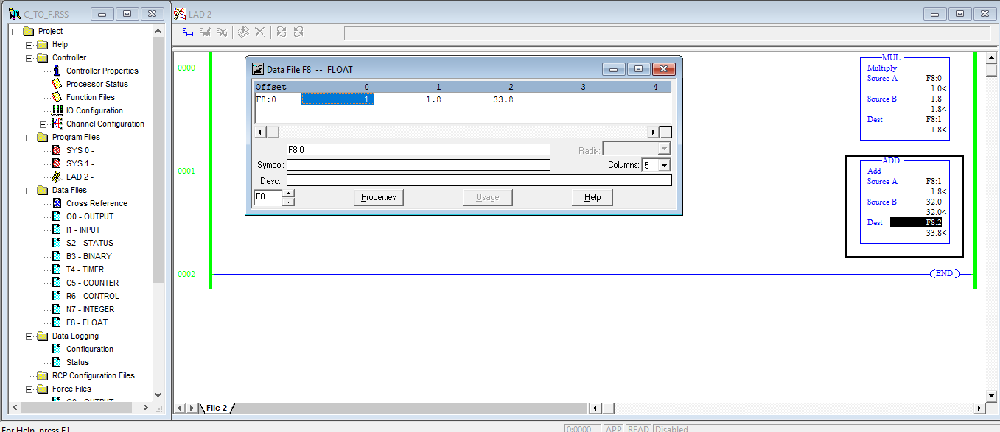 C_TO_F.RSS
Project
Help
Controller
Controller Properties
Processor Status
Function Files
IO Configuration
Channel Configuration
Program Files
SYS 0 -
SYS 1 -
LAD 2 -
Data Files
Cross Reference
O0 - OUTPUT
I1 - INPUT
S2 - STATUS
B3 - BINARY
T4 - TIMER
C5 - COUNTER
R6 - CONTROL
N7 - INTEGER
F8 - FLOAT
Data Logging
Configuration
Status
RCP Configuration Files
Force Files
O0 - OUTPUT
LAD 2
0000
MUL
Multiply
Source A F8:0
1.0<
Source B 1.8
1.8<
Dest F8:1
1.8<
0001
ADD
Add
Source A F8:1
1.8<
Source B 32.0
32.0<
Dest F8:2
33.8<
0002
END
Data File F8 -- FLOAT
Offset 0 1 2 3 4
F8:0 1 1.8 33.8
F8:0
Radix:
Symbol:
Columns: 5
Desc:
F8
Properties
Usage
Help
File 2
For Help, press F1
0:0000 APP READ Disabled